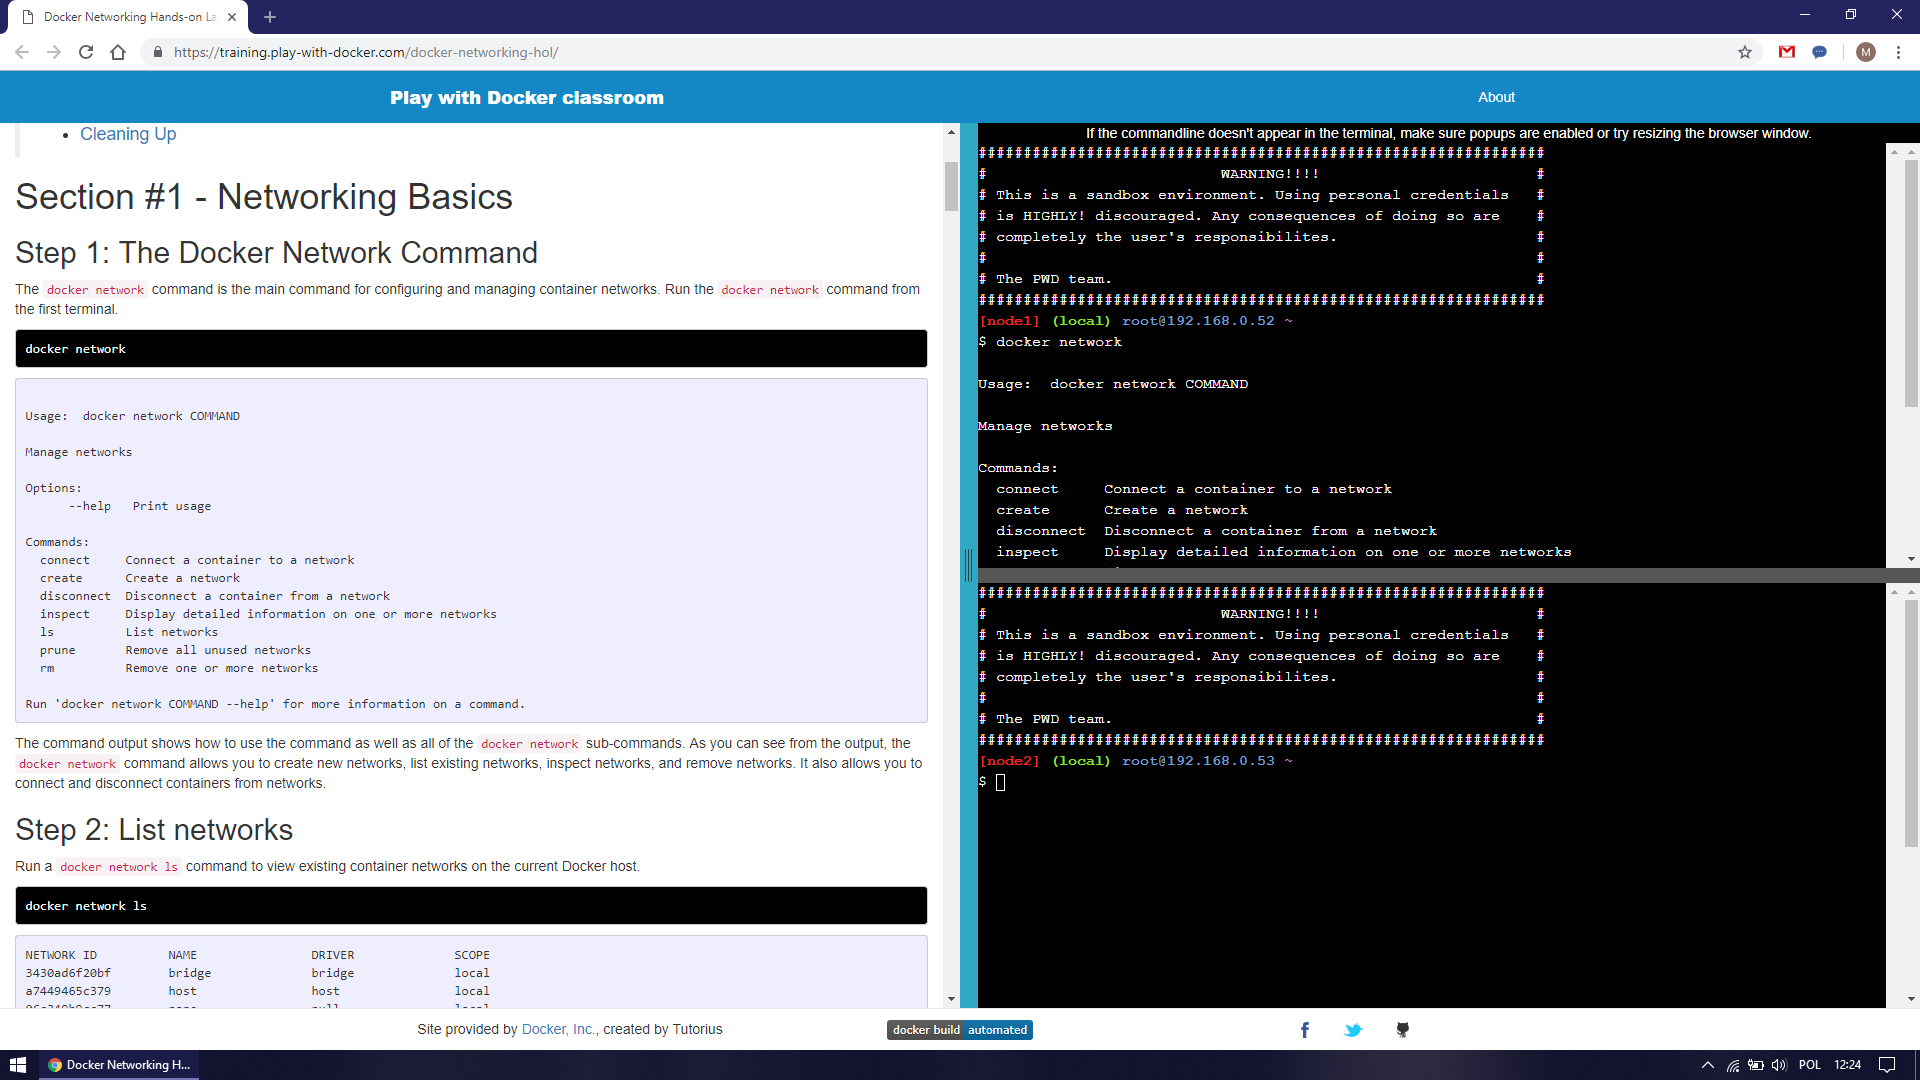 Docker Networking Hands-on La
https://training.play-with-docker.com/docker-networking-hol/
M
Play with Docker classroom
About
• Cleaning Up
Section #1 - Networking Basics
Step 1: The Docker Network Command
The docker network command is the main command for configuring and managing container networks. Run the docker network command from
the first terminal.
docker network
Usage:  docker network COMMAND
Manage networks
Options:
--help   Print usage
Commands:
connect     Connect a container to a network
create      Create a network
disconnect  Disconnect a container from a network
inspect     Display detailed information on one or more networks
ls          List networks
prune       Remove all unused networks
rm          Remove one or more networks
Run 'docker network COMMAND --help' for more information on a command.
The command output shows how to use the command as well as all of the docker network sub-commands. As you can see from the output, the
docker network command allows you to create new networks, list existing networks, inspect networks, and remove networks. It also allows you to
connect and disconnect containers from networks.
Step 2: List networks
Run a docker network ls command to view existing container networks on the current Docker host.
docker network ls
NETWORK ID          NAME                DRIVER              SCOPE
3430ad6f20bf        bridge              bridge              local
a7449465c379        host                host                local
If the commandline doesn't appear in the terminal, make sure popups are enabled or try resizing the browser window.
###############################################################
#                          WARNING!!!!                        #
# This is a sandbox environment. Using personal credentials   #
# is HIGHLY! discouraged. Any consequences of doing so are    #
# completely the user's responsibilites.                      #
#                                                             #
# The PWD team.                                               #
###############################################################
[node1] (local) root@192.168.0.52 ~
$ docker network
Usage:  docker network COMMAND
Manage networks
Commands:
connect     Connect a container to a network
create      Create a network
disconnect  Disconnect a container from a network
inspect     Display detailed information on one or more networks
###############################################################
#                          WARNING!!!!                        #
# This is a sandbox environment. Using personal credentials   #
# is HIGHLY! discouraged. Any consequences of doing so are    #
# completely the user's responsibilites.                      #
#                                                             #
# The PWD team.                                               #
###############################################################
[node2] (local) root@192.168.0.53 ~
$
Site provided by Docker, Inc., created by Tutorius
docker build automated
Docker Networking H...
POL
12:24